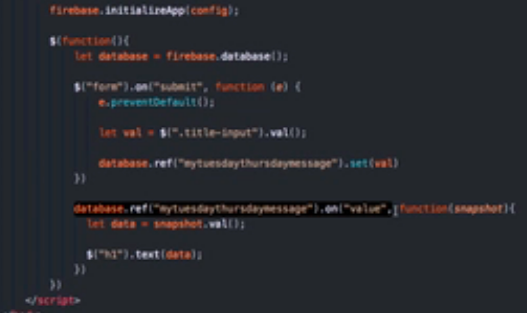 firebase.initializeApp(config);
$(function(){
let database = firebase.database();
$("form").on("submit", function (e) {
e.preventDefault();
let val = $(".title-input").val();
database.ref("mytuesdaythursdaymessage").set(val)
})
database.ref("mytuesdaythursdaymessage").on("value", function(snapshot){
let data = snapshot.val();
$("h1").text(data);
})
})
</script>